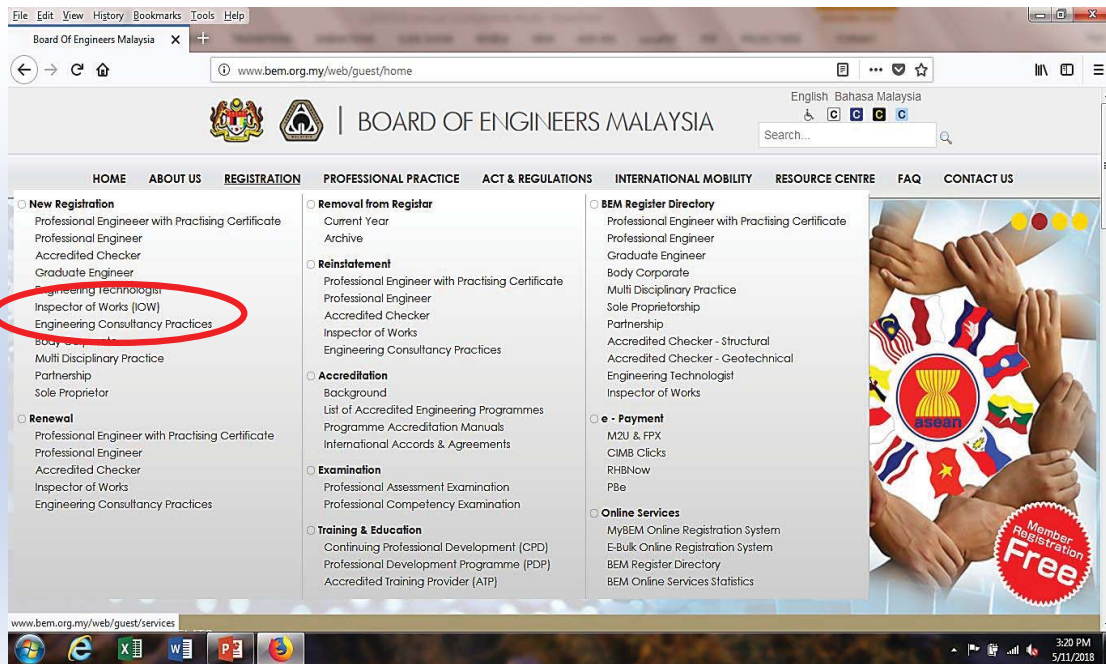 File Edit View History Bookmarks Tools Help
Board Of Engineers Malaysia
www.bem.org.my/web/guest/home
English Bahasa Malaysia
C C C C
BOARD OF ENGINEERS MALAYSIA
Search...
HOME ABOUT US REGISTRATION PROFESSIONAL PRACTICE ACT & REGULATIONS INTERNATIONAL MOBILITY RESOURCE CENTRE FAQ CONTACT US
New Registration
Professional Engineeer with Practising Certificate
Professional Engineer
Accredited Checker
Graduate Engineer
Engineering Technologist
Inspector of Works (IOW)
Engineering Consultancy Practices
Body Corporate
Multi Disciplinary Practice
Partnership
Sole Proprietor
Renewal
Professional Engineer with Practising Certificate
Professional Engineer
Accredited Checker
Inspector of Works
Engineering Consultancy Practices
Removal from Registar
Current Year
Archive
Reinstatement
Professional Engineer with Practising Certificate
Professional Engineer
Accredited Checker
Inspector of Works
Engineering Consultancy Practices
Accreditation
Background
List of Accredited Engineering Programmes
Programme Accreditation Manuals
International Accords & Agreements
Examination
Professional Assessment Examination
Professional Competency Examination
Training & Education
Continuing Professional Development (CPD)
Professional Development Programme (PDP)
Accredited Training Provider (ATP)
BEM Register Directory
Professional Engineer with Practising Certificate
Professional Engineer
Graduate Engineer
Body Corporate
Multi Disciplinary Practice
Sole Proprietorship
Partnership
Accredited Checker - Structural
Accredited Checker - Geotechnical
Engineering Technologist
Inspector of Works
e - Payment
M2U & FPX
CIMB Clicks
RHBNow
PBe
Online Services
MyBEM Online Registration System
E-Bulk Online Registration System
BEM Register Directory
BEM Online Services Statistics
asean
Member
Registration
Free
www.bem.org.my/web/guest/services
3:20 PM
5/11/2018